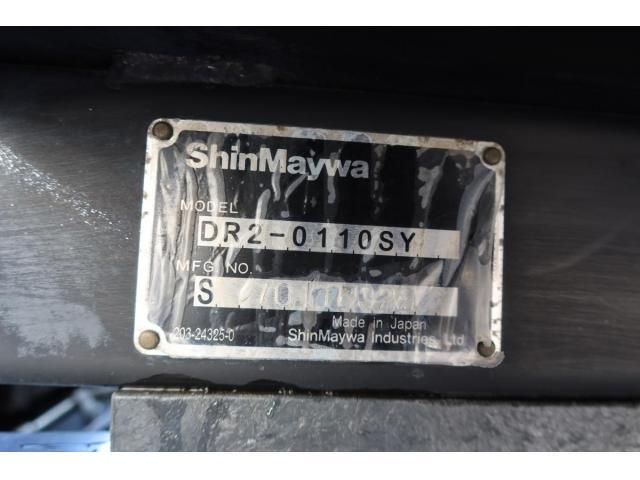 ShinMaywa
MODEL
DR2-0110SY
MFG. NO.
S
Made in Japan
203-24325-0
ShinMaywa Industries, Ltd